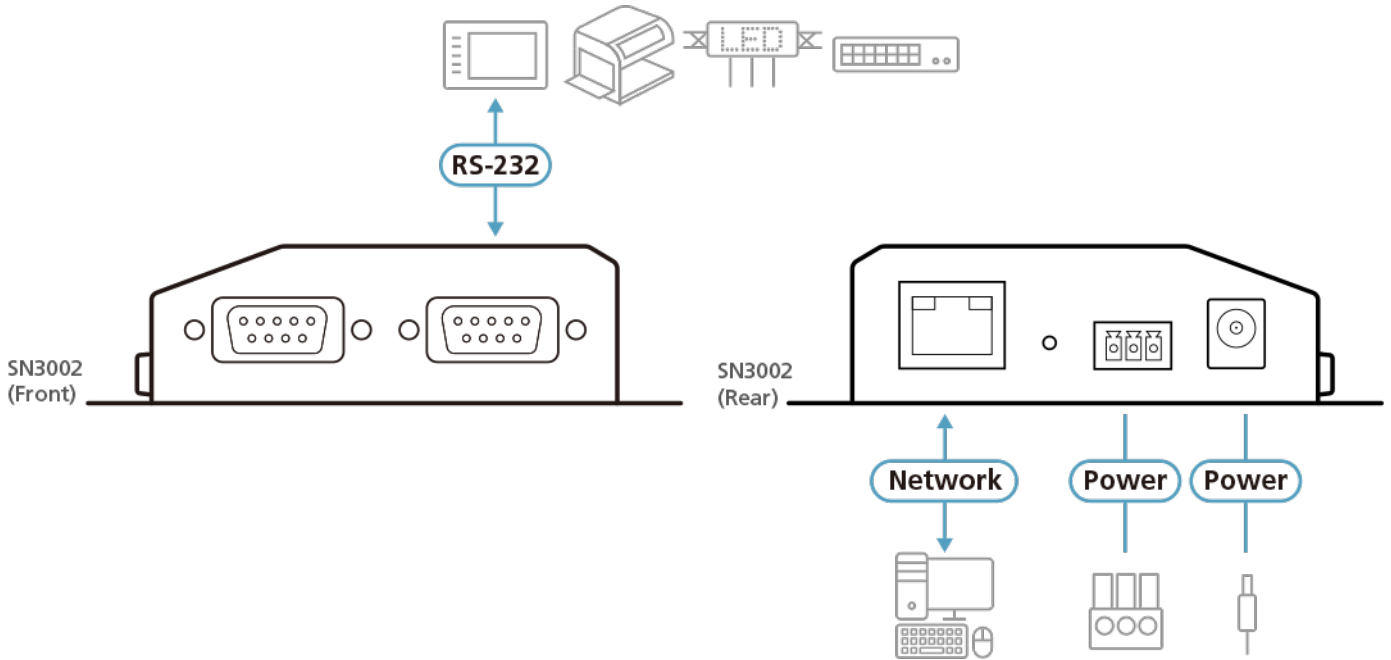 LED
RS-232
SN3002
(Front)
SN3002
(Rear)
Network
Power
Power